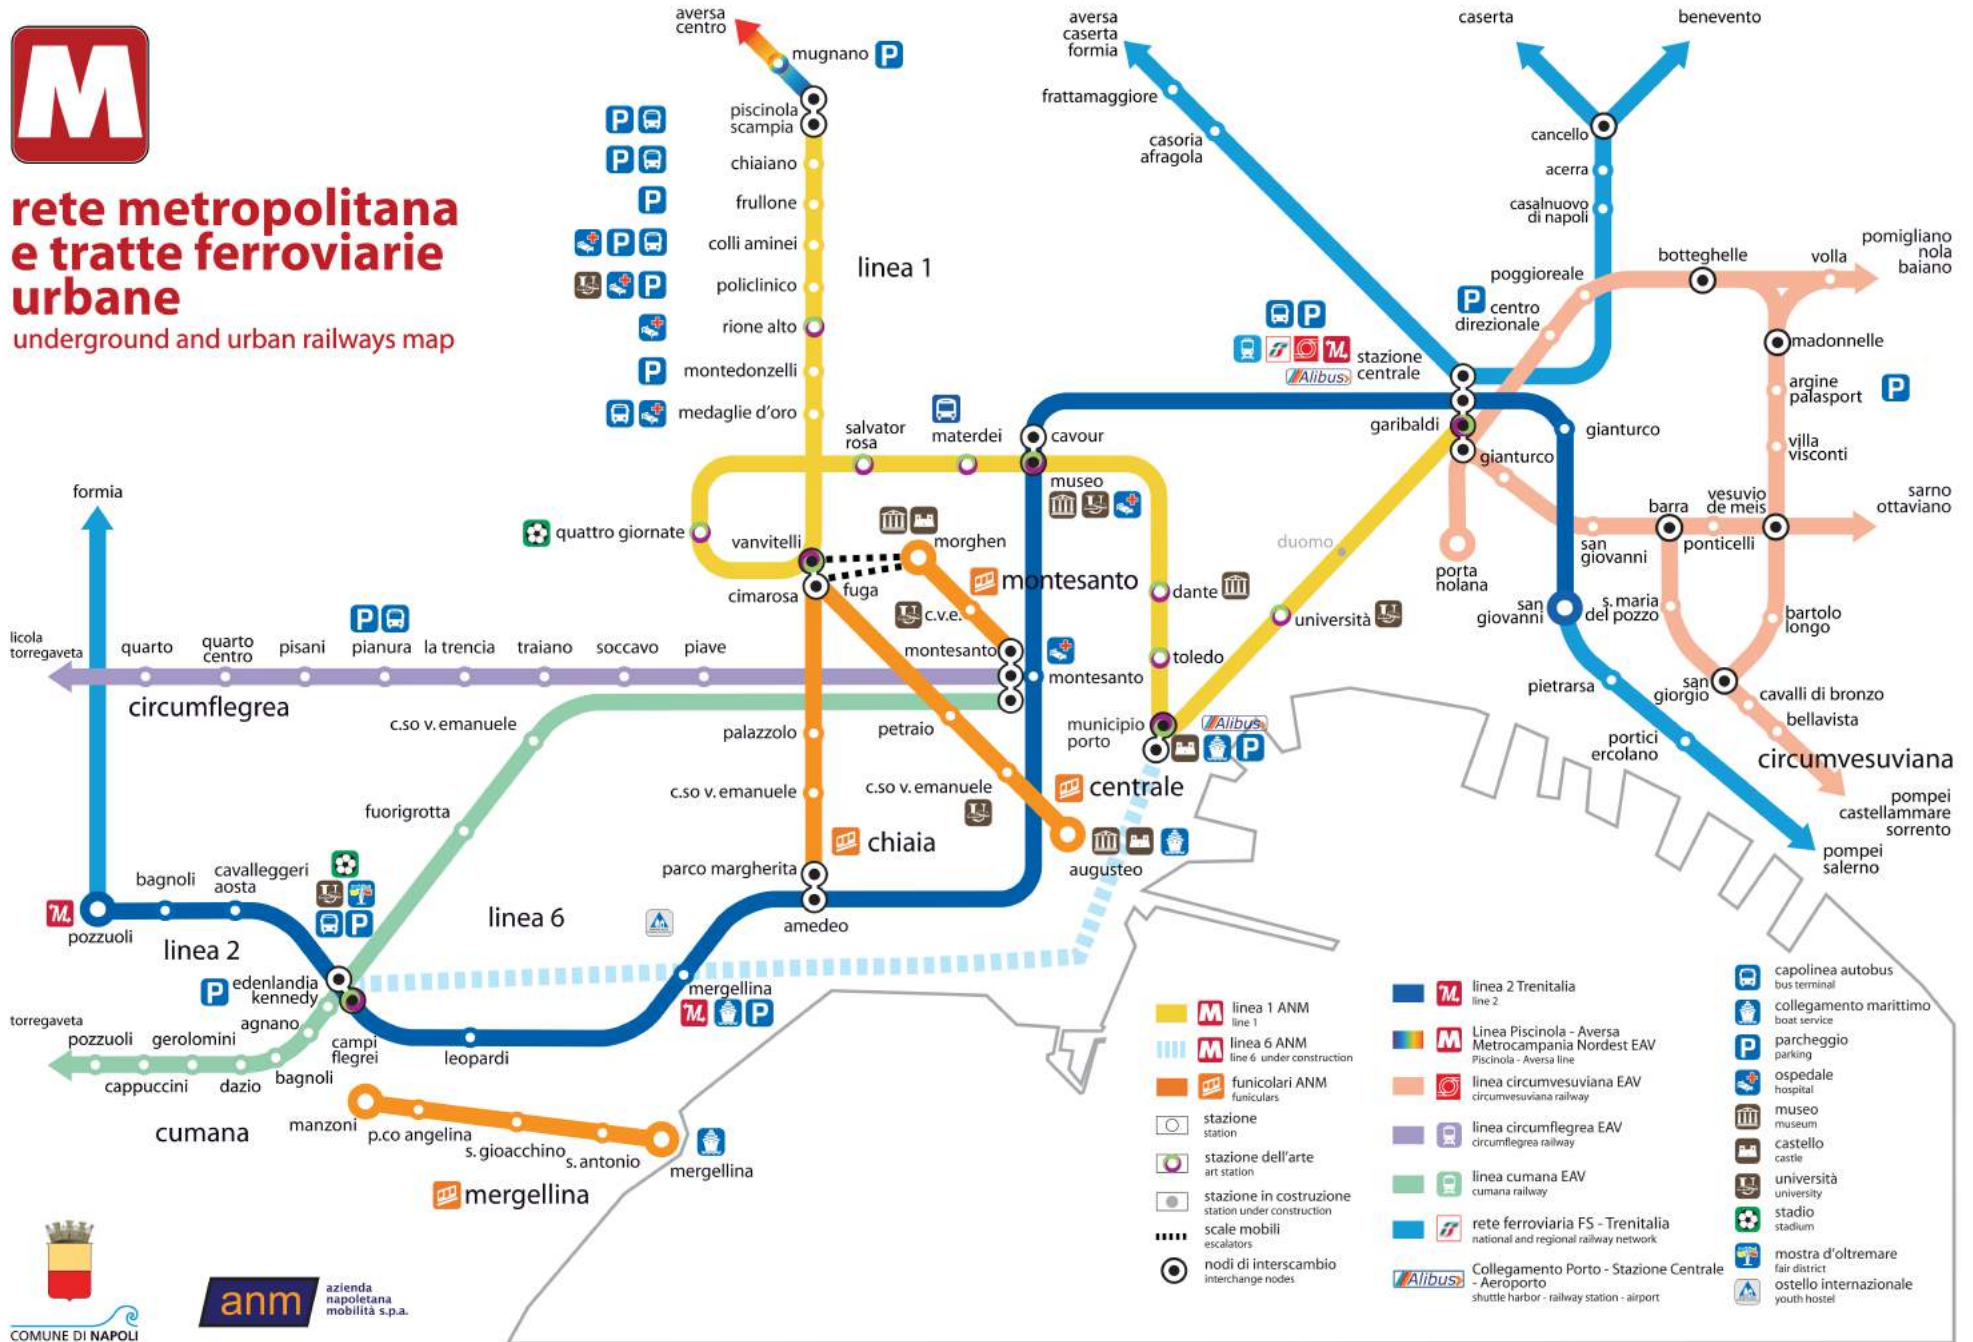 M
rete metropolitana
e tratte ferroviarie
urbane
underground and urban railways map
aversa
centro
mugnano
P
piscinola
scampia
P
chiaiano
P
frullone
P
colli aminei
P
policlinico
P
rione alto
montedonzelli
P
medaglie d'oro
linea 1
salvator
rosa
materdei
cavour
museo
quattro giornate
vanvitelli
cimarosa
fuga
morghen
montesanto
c.v.e.
montesanto
montesanto
dante
toledo
municipio
porto
Alibus
P
università
duomo
aversa
caserta
formia
frattamaggiore
casoria
afragola
caserta
benevento
cancello
acerra
casalnuovo
di napoli
P
M
Alibus
stazione
centrale
garibaldi
gianturco
gianturco
poggioreale
P
centro
direzionale
botteghelle
volla
pomigliano
nola
baiano
madonnelle
argine
palasport
P
villa
visconti
vesuvio
de meis
barra
ponticelli
sarno
ottaviano
san
giovanni
porta
nolana
san
giovanni
s. maria
del pozzo
bartolo
longo
san
giorgio
cavalli di bronzo
bellavista
circumvesuviana
pompei
castellammare
sorrento
pietrarsa
portici
ercolano
pompei
salerno
formia
licola
torregaveta
quarto
quarto
centro
pisani
P
pianura
la trencia
traiano
soccavo
piave
circumflegrea
c.so v. emanuele
fuorigrotta
palazzolo
petraio
c.so v. emanuele
c.so v. emanuele
centrale
chiaia
augusteo
parco margherita
amedeo
M
pozzuoli
bagnoli
cavalleggeri
aosta
P
linea 2
linea 6
P
edenlandia
kennedy
agnano
torregaveta
pozzuoli
gerolomini
cappuccini
dazio
bagnoli
campi
flegrei
leopardi
mergellina
M
P
cumana
manzoni
p.co angelina
s. gioacchino
s. antonio
mergellina
mergellina
COMUNE DI NAPOLI
anm
azienda
napoletana
mobilità s.p.a.
M
linea 1 ANM
line 1
M
linea 6 ANM
line 6 under construction
funicolari ANM
funiculars
stazione
station
stazione dell'arte
art station
stazione in costruzione
station under construction
scale mobili
escalators
nodi di interscambio
interchange nodes
M
linea 2 Trenitalia
line 2
M
Linea Piscinola - Aversa
Metrocampania Nordest EAV
Piscinola - Aversa line
linea circumvesuviana EAV
circumvesuviana railway
linea circumflegrea EAV
circumflegrea railway
linea cumana EAV
cumana railway
rete ferroviaria FS - Trenitalia
national and regional railway network
Alibus
Collegamento Porto - Stazione Centrale
- Aeroporto
shuttle harbor - railway station - airport
capolinea autobus
bus terminal
collegamento marittimo
boat service
P
parcheggio
parking
ospedale
hospital
museo
museum
castello
castle
università
university
stadio
stadium
mostra d'oltremare
fair district
ostello internazionale
youth hostel